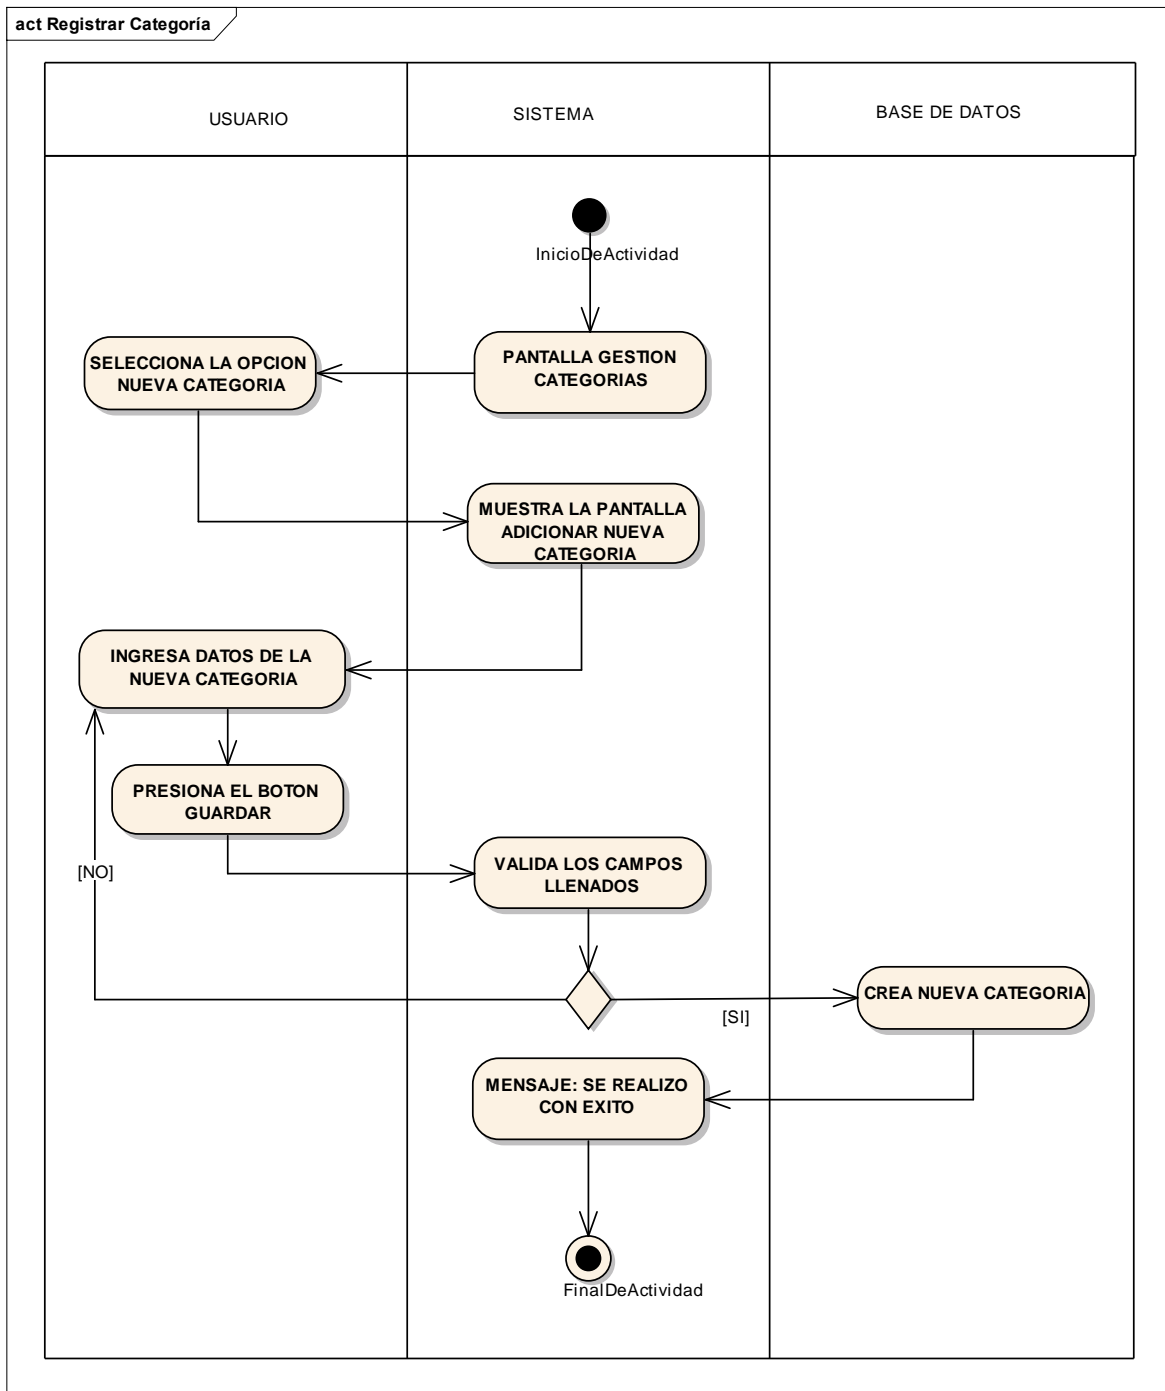 act Registrar Categoría
USUARIO
SISTEMA
BASE DE DATOS
InicioDeActividad
SELECCIONA LA OPCION
NUEVA CATEGORIA
PANTALLA GESTION
CATEGORIAS
MUESTRA LA PANTALLA
ADICIONAR NUEVA
CATEGORIA
INGRESA DATOS DE LA
NUEVA CATEGORIA
PRESIONA EL BOTON
GUARDAR
[NO]
VALIDA LOS CAMPOS
LLENADOS
CREA NUEVA CATEGORIA
[SI]
MENSAJE: SE REALIZO
CON EXITO
FinalDeActividad